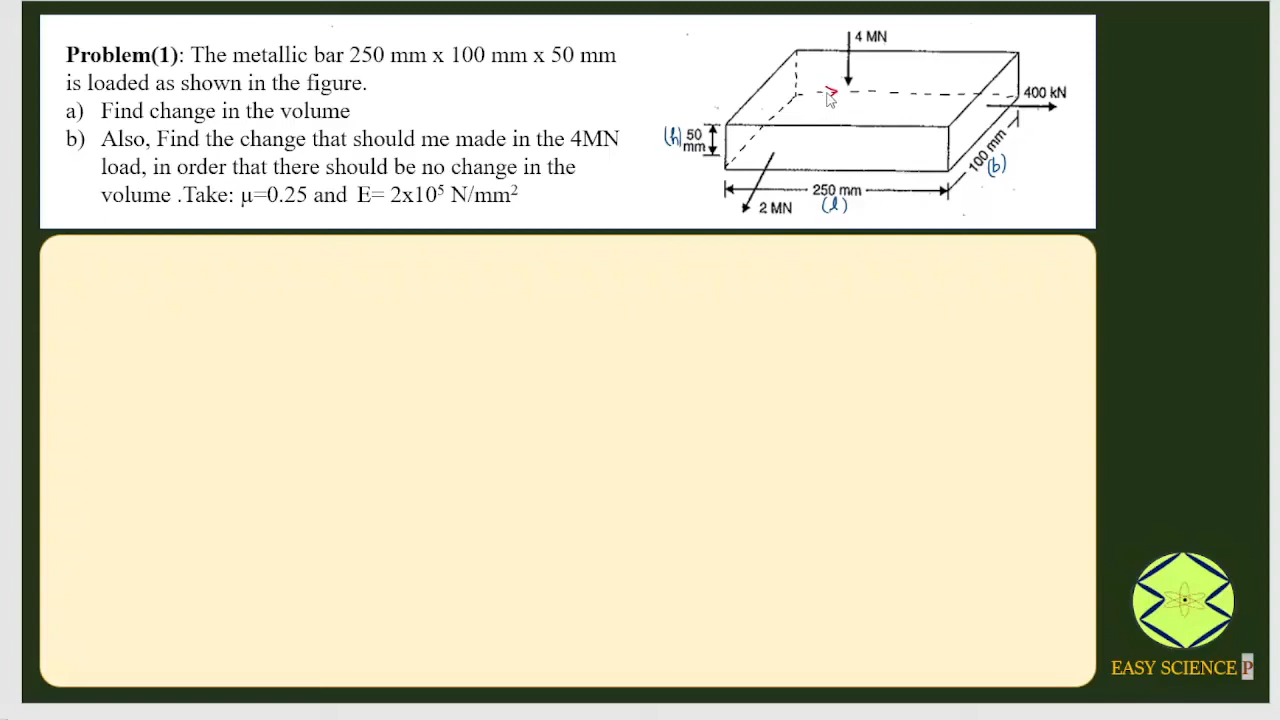 Problem(1): The metallic bar 250 mm x 100 mm x 50 mm
is loaded as shown in the figure.
a) Find change in the volume
b) Also, Find the change that should me made in the 4MN
load, in order that there should be no change in the
volume .Take: µ=0.25 and E= 2x10⁵ N/mm²
4 MN
400 kN
(h) 50
mm
100 mm
(b)
250 mm
(l)
2 MN
EASY SCIENCE P